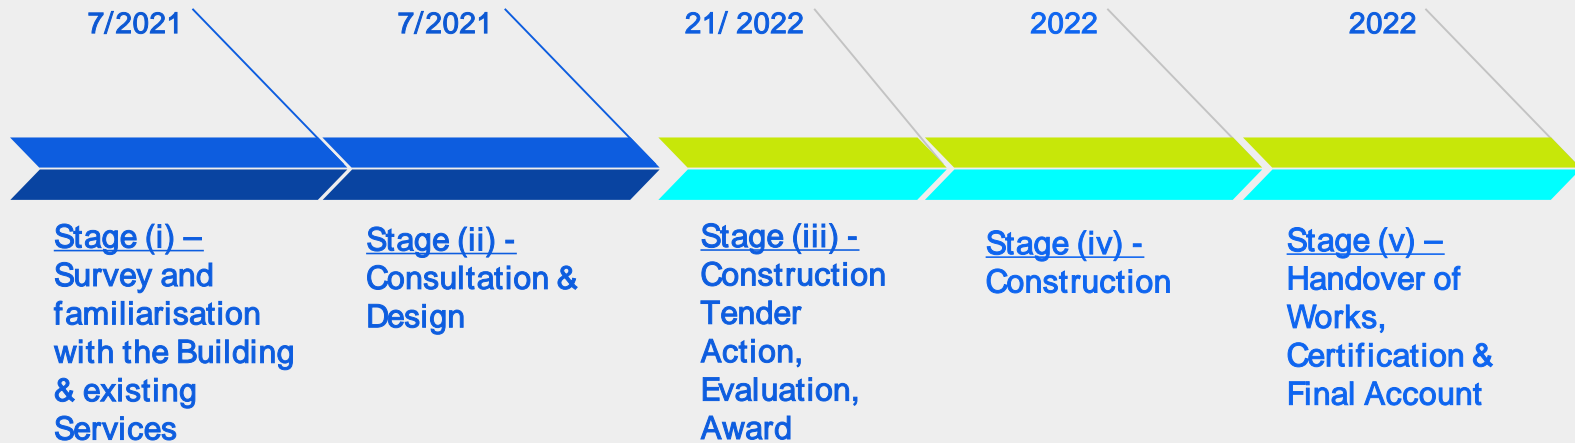 7/2021
7/2021
21/ 2022
2022
2022
Stage (i) –
Survey and
familiarisation
with the Building
& existing
Services
Stage (ii) -
Consultation &
Design
Stage (iii) -
Construction
Tender
Action,
Evaluation,
Award
Stage (iv) -
Construction
Stage (v) –
Handover of
Works,
Certification &
Final Account